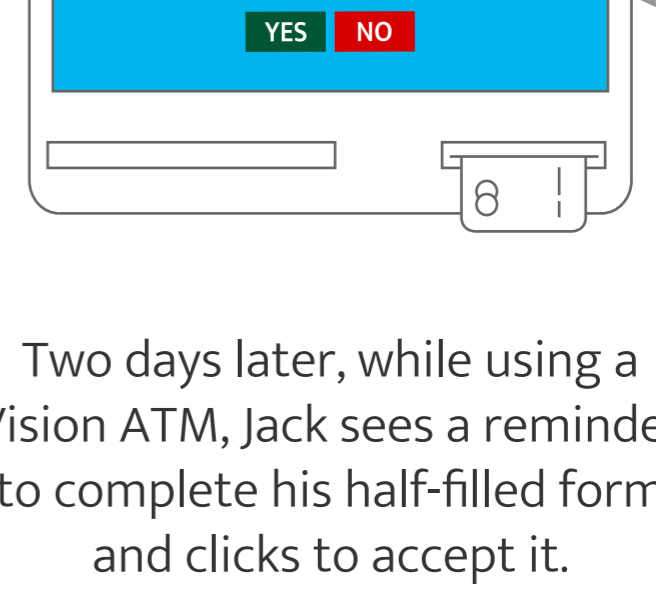 YES NO
Two days later, while using a
Vision ATM, Jack sees a reminde
to complete his half-filled form
and clicks to accept it.